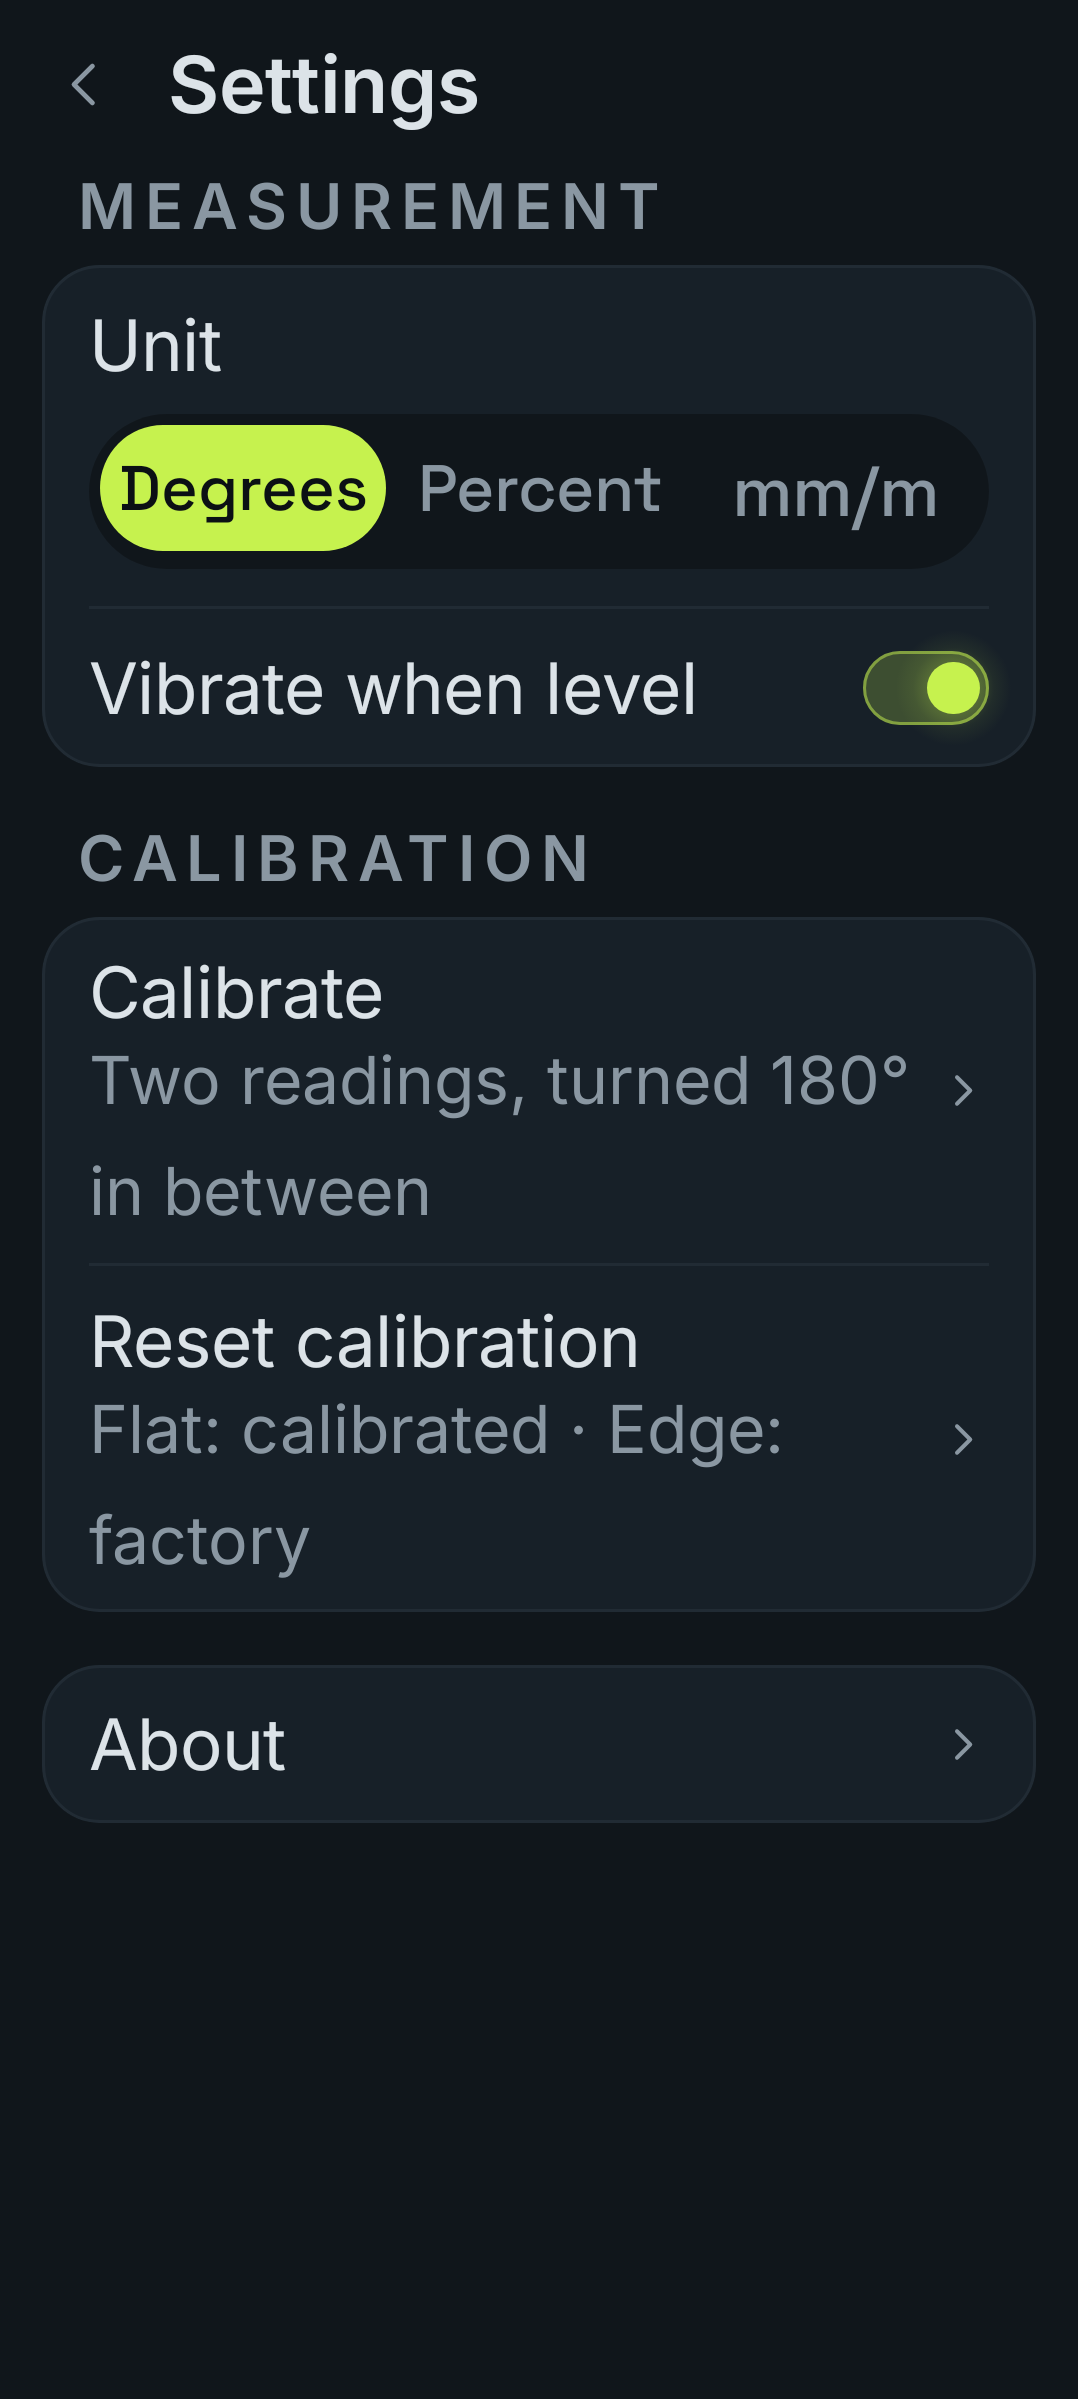 Settings
MEASUREMENT
Unit
Degrees Percent mm/m
Vibrate when level
CALIBRATION
Calibrate
Two readings, turned 180°
in between
Reset calibration
Flat: calibrated · Edge:
factory
About